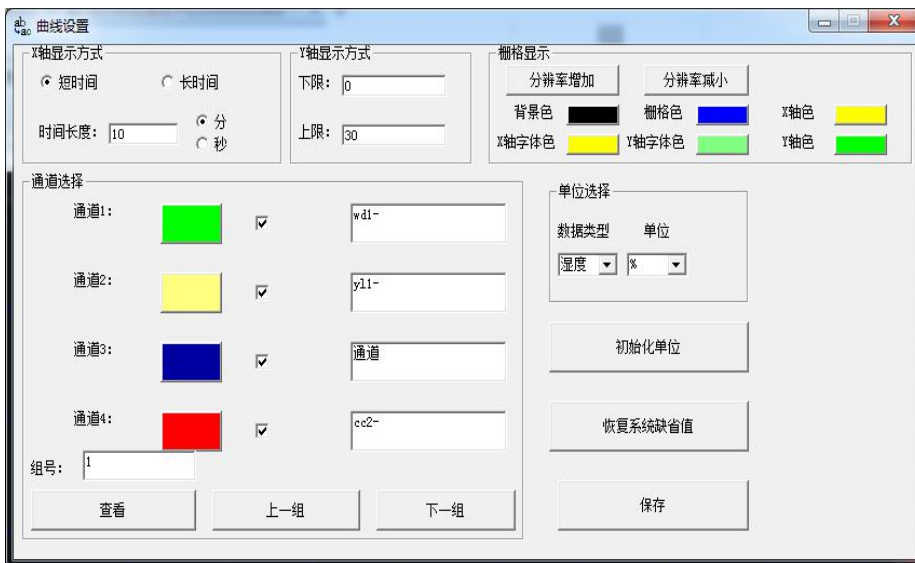 曲线设置
X轴显示方式
短时间 长时间
时间长度: 10 分
秒
Y轴显示方式
下限: 0
上限: 30
栅格显示
分辨率增加 分辨率减小
背景色 栅格色 X轴色
X轴字体色 Y轴字体色 Y轴色
通道选择
通道1: wd1-
通道2: yl1-
通道3: 通道
通道4: cc2-
组号: 1
查看 上一组 下一组
单位选择
数据类型 单位
湿度 %
初始化单位
恢复系统缺省值
保存